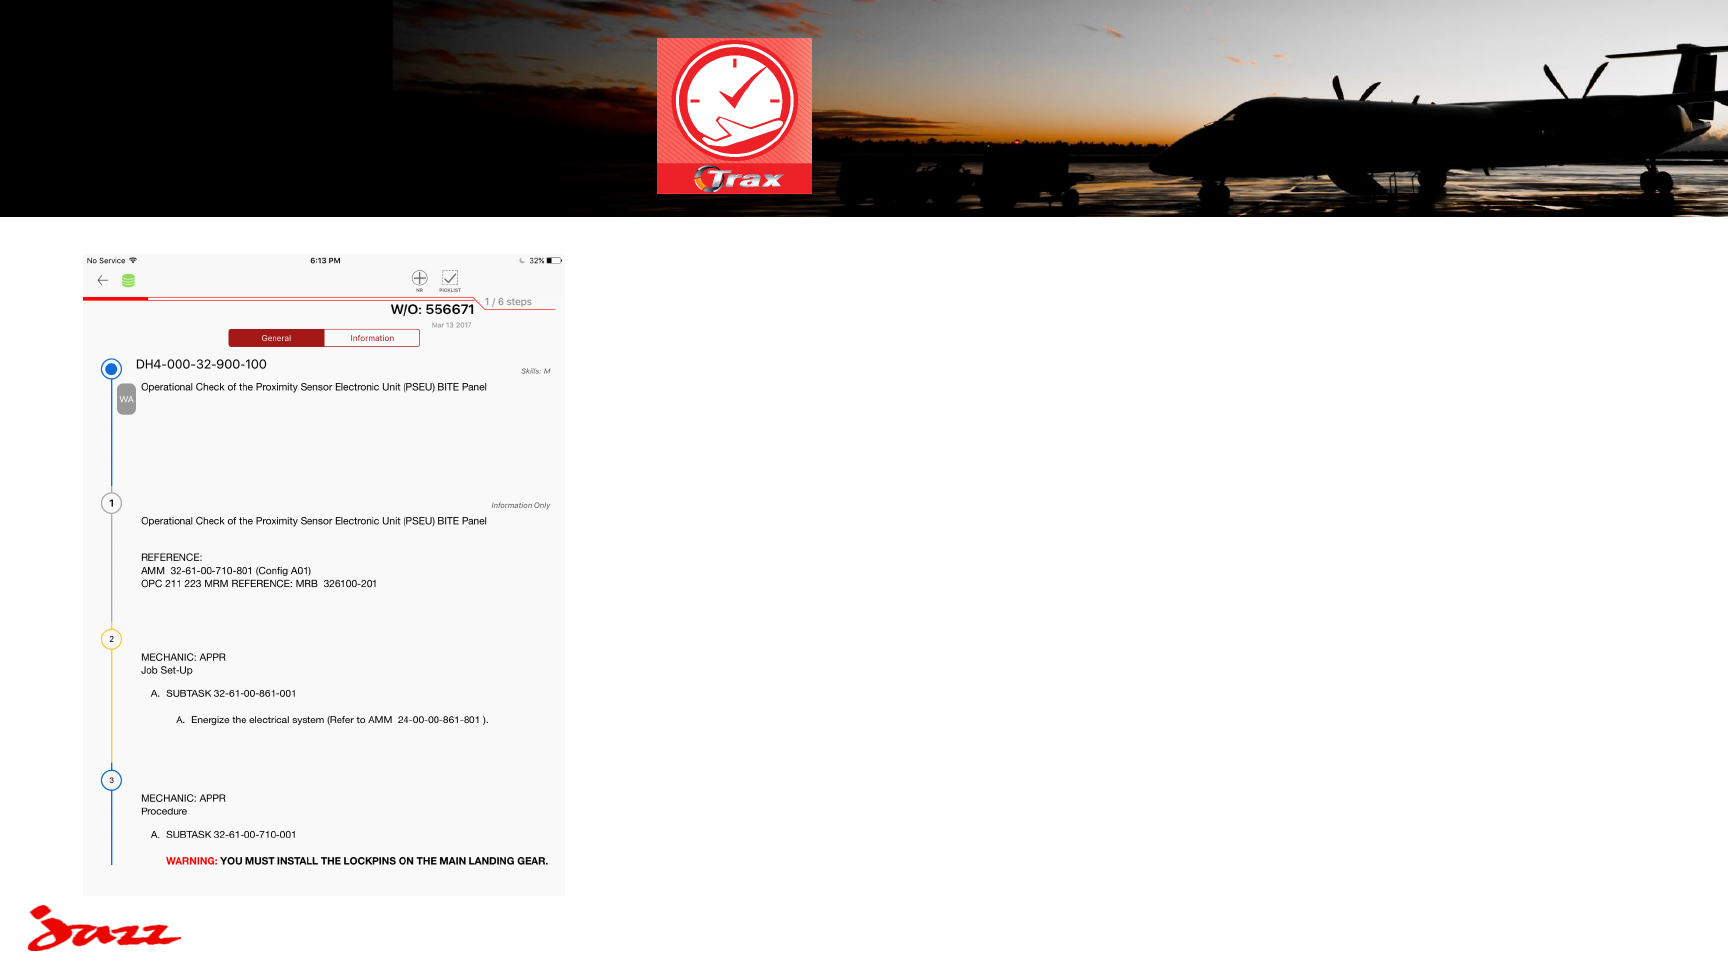 Trax
No Service 6:13 PM 32%
NR PICKLIST
1 / 6 steps
W/O: 556671
Mar 13 2017
General Information
DH4-000-32-900-100
Skills: M
WA
Operational Check of the Proximity Sensor Electronic Unit (PSEU) BITE Panel
1
Information Only
Operational Check of the Proximity Sensor Electronic Unit (PSEU) BITE Panel
REFERENCE:
AMM 32-61-00-710-801 (Config A01)
OPC 211 223 MRM REFERENCE: MRB 326100-201
2
MECHANIC: APPR
Job Set-Up
A. SUBTASK 32-61-00-861-001
A. Energize the electrical system (Refer to AMM 24-00-00-861-801 ).
3
MECHANIC: APPR
Procedure
A. SUBTASK 32-61-00-710-001
WARNING: YOU MUST INSTALL THE LOCKPINS ON THE MAIN LANDING GEAR.
Jazz